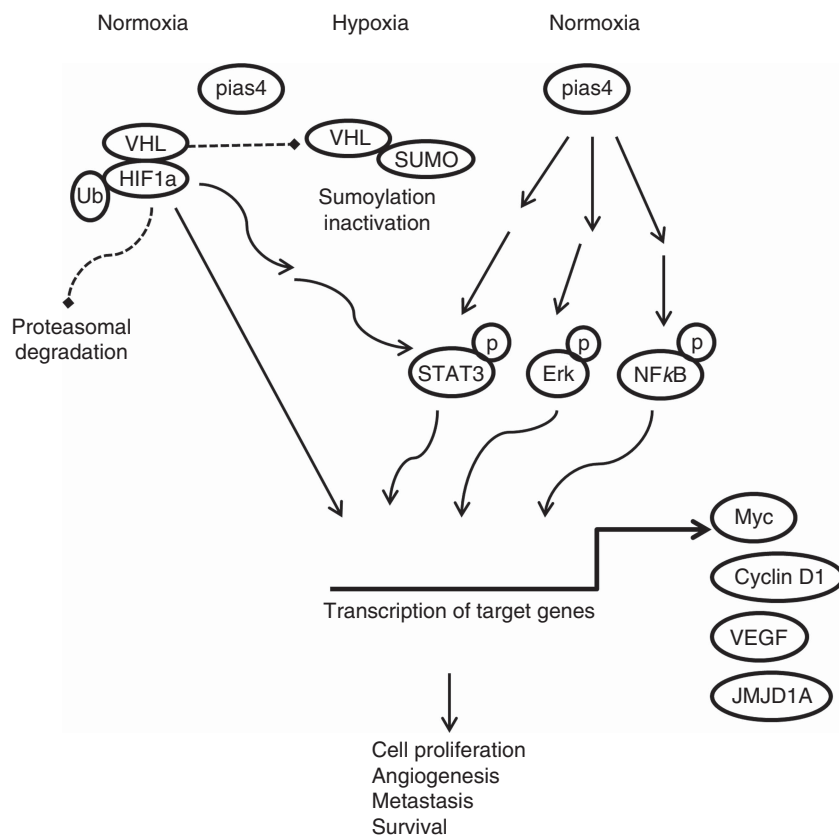 Normoxia
Hypoxia
Normoxia
pias4
pias4
VHL
VHL
SUMO
HIF1a
Ub
Sumoylation
inactivation
Proteasomal
degradation
p
p
p
STAT3
Erk
NFkB
Myc
Cyclin D1
VEGF
JMJD1A
Transcription of target genes
Cell proliferation
Angiogenesis
Metastasis
Survival